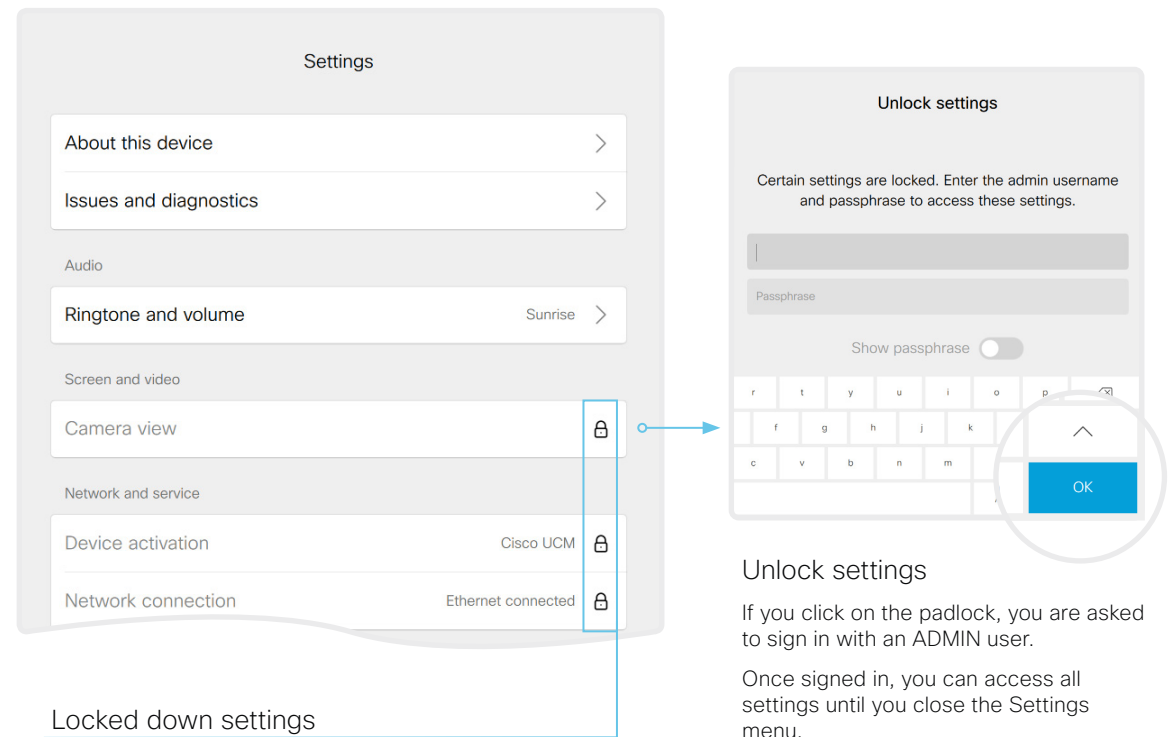 Settings
About this device
Issues and diagnostics
Audio
Ringtone and volume Sunrise
Screen and video
Camera view
Network and service
Device activation Cisco UCM
Network connection Ethernet connected
Locked down settings
Unlock settings
Certain settings are locked. Enter the admin username
and passphrase to access these settings.
Passphrase
Show passphrase
r t y u i o p
f g h j k
c v b n m
OK
Unlock settings
If you click on the padlock, you are asked
to sign in with an ADMIN user.
Once signed in, you can access all
settings until you close the Settings
menu.